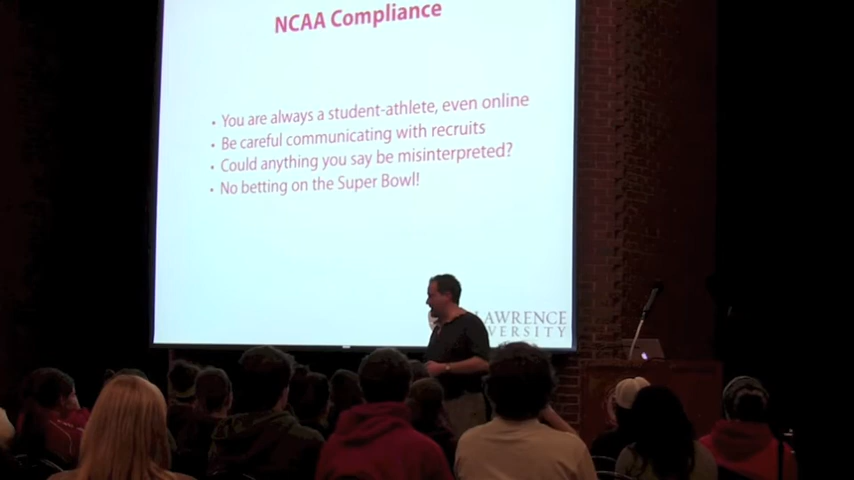 NCAA Compliance
• You are always a student-athlete, even online
• Be careful communicating with recruits
• Could anything you say be misinterpreted?
• No betting on the Super Bowl!
LAWRENCE
VERSITY